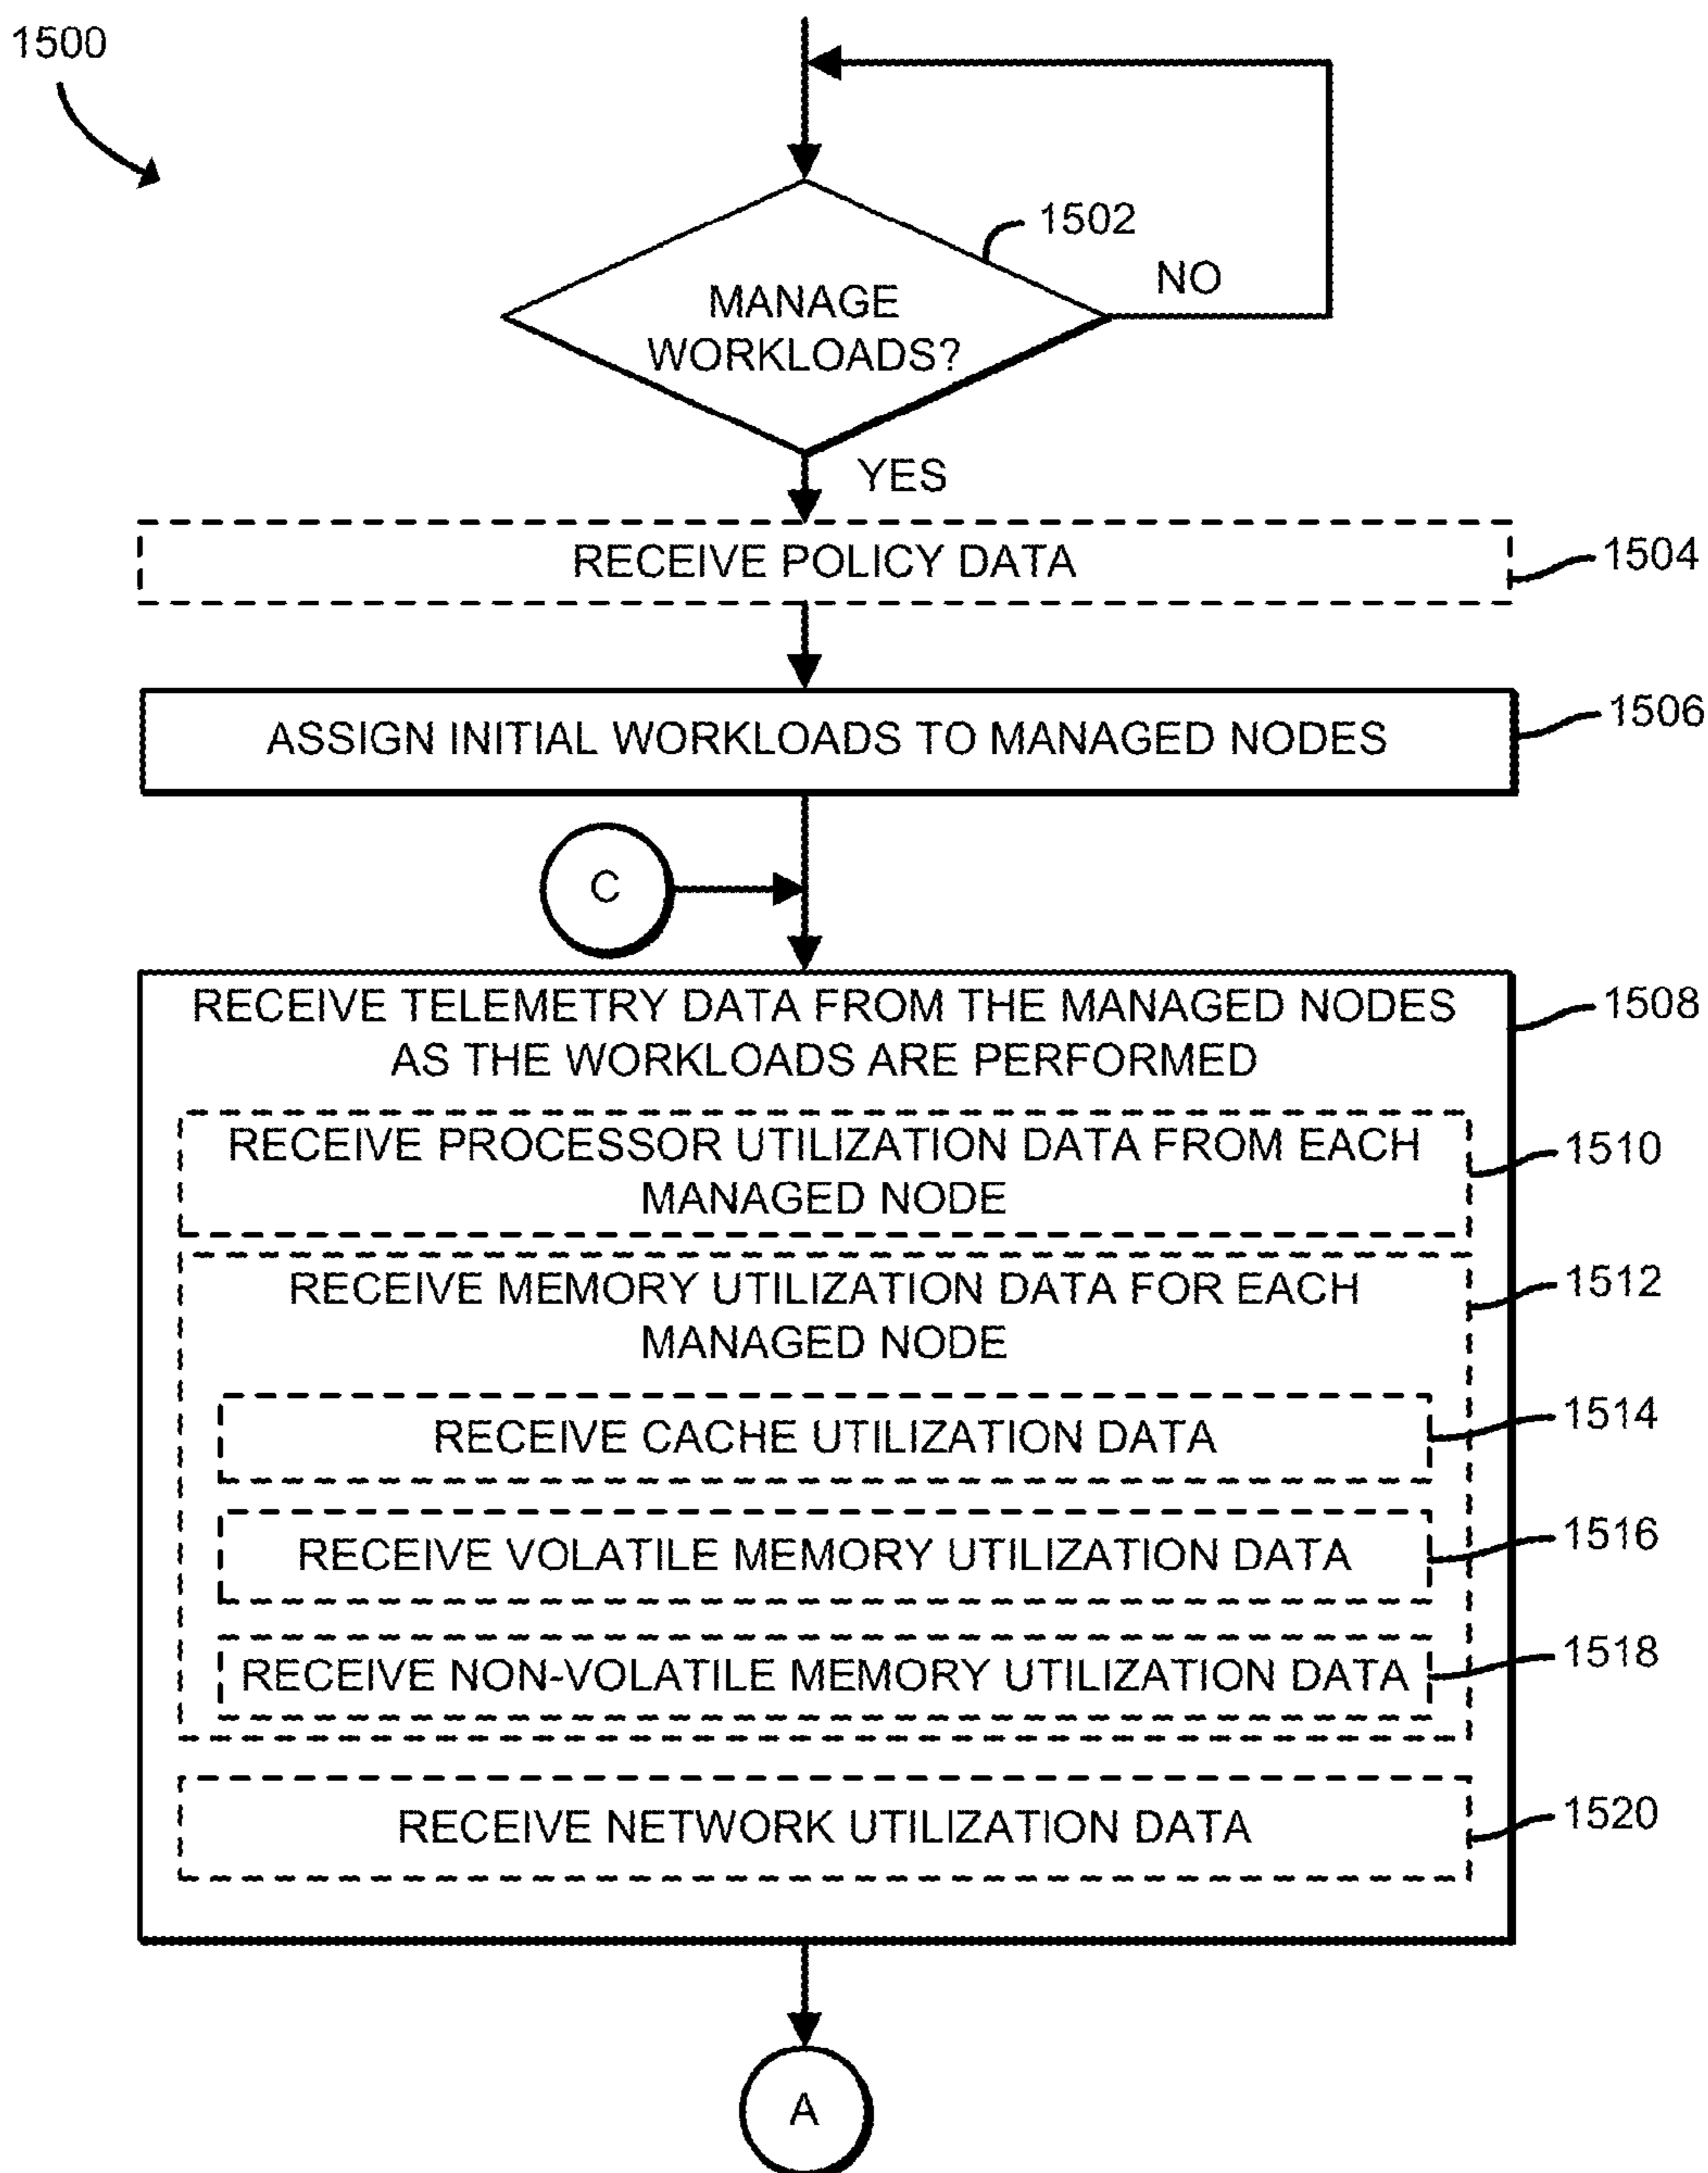 1500
1502
NO
MANAGE
WORKLOADS?
YES
RECEIVE POLICY DATA
1504
ASSIGN INITIAL WORKLOADS TO MANAGED NODES
1506
C
RECEIVE TELEMETRY DATA FROM THE MANAGED NODES
AS THE WORKLOADS ARE PERFORMED
1508
RECEIVE PROCESSOR UTILIZATION DATA FROM EACH
MANAGED NODE
1510
RECEIVE MEMORY UTILIZATION DATA FOR EACH
MANAGED NODE
1512
RECEIVE CACHE UTILIZATION DATA
1514
RECEIVE VOLATILE MEMORY UTILIZATION DATA
1516
RECEIVE NON-VOLATILE MEMORY UTILIZATION DATA
1518
RECEIVE NETWORK UTILIZATION DATA
1520
A